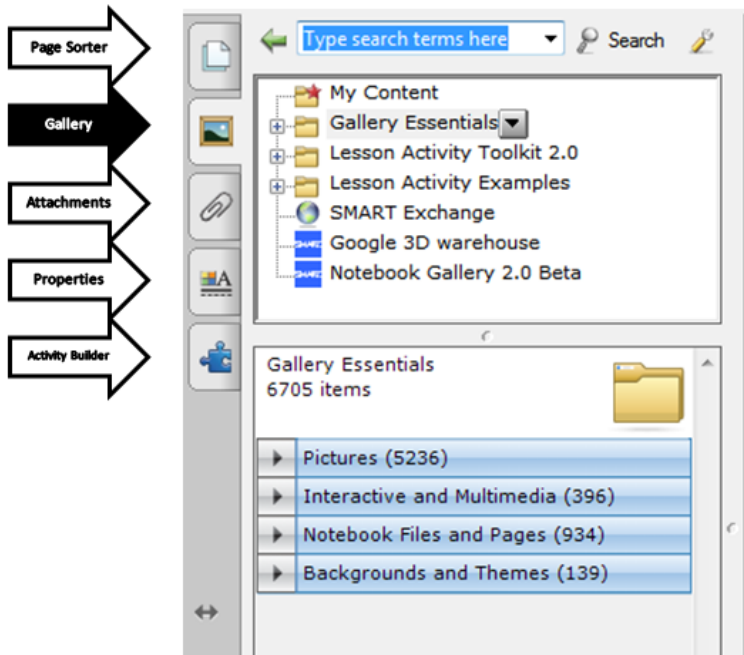 Page Sorter
Gallery
Attachments
Properties
Activity Builder
Type search terms here
Search
My Content
Gallery Essentials
Lesson Activity Toolkit 2.0
Lesson Activity Examples
SMART Exchange
SMART
Google 3D warehouse
SMART
Notebook Gallery 2.0 Beta
A
Gallery Essentials
6705 items
Pictures (5236)
Interactive and Multimedia (396)
Notebook Files and Pages (934)
Backgrounds and Themes (139)